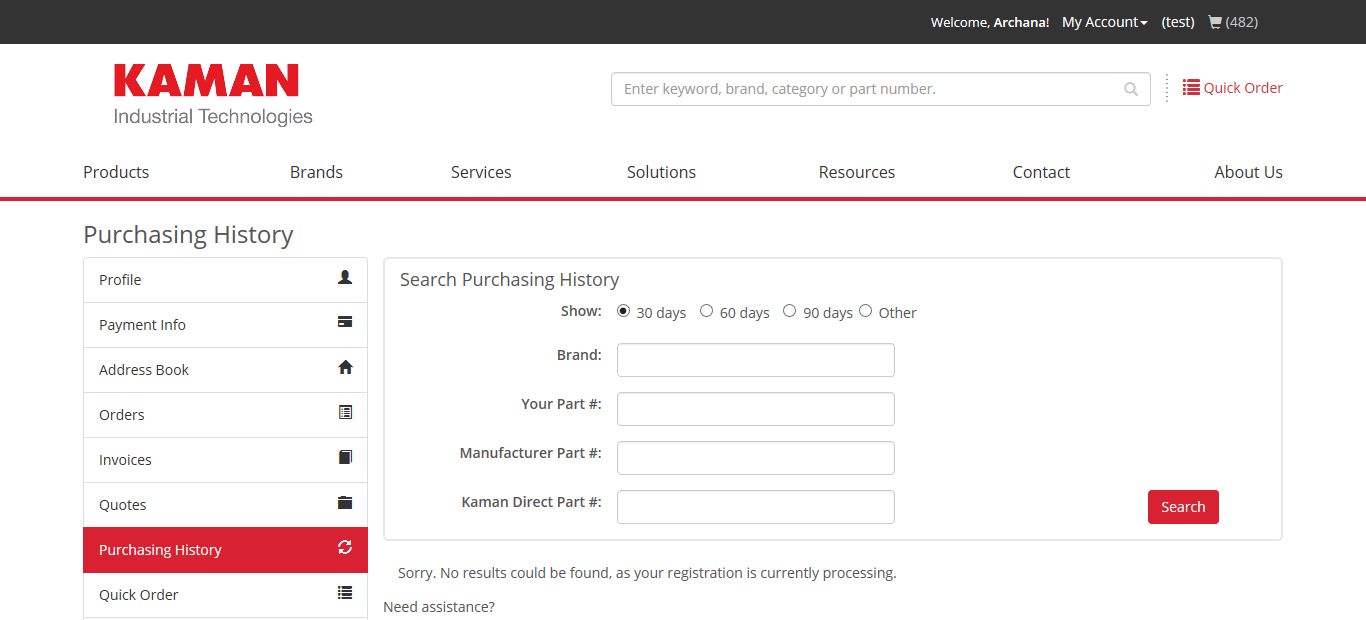 Welcome, Archana! My Account (test) (482)
KAMAN
Industrial Technologies
Enter keyword, brand, category or part number.
Quick Order
Products Brands Services Solutions Resources Contact About Us
Purchasing History
Profile
Payment Info
Address Book
Orders
Invoices
Quotes
Purchasing History
Quick Order
Search Purchasing History
Show: 30 days 60 days 90 days Other
Brand:
Your Part #:
Manufacturer Part #:
Kaman Direct Part #:
Search
Sorry. No results could be found, as your registration is currently processing.
Need assistance?